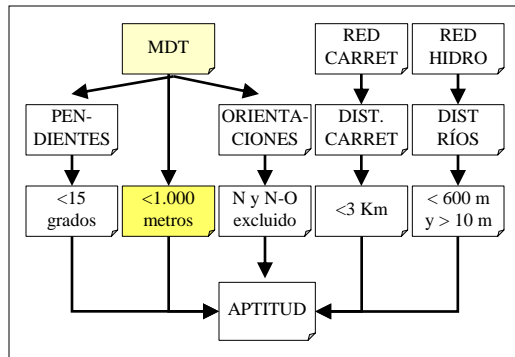 MDT
RED
CARRET
RED
HIDRO
PEN-
DIENTES
ORIENTA-
CIONES
DIST.
CARRET
DIST
RÍOS
<15
grados
<1.000
metros
N y N-O
excluido
<3 Km
< 600 m
y > 10 m
APTITUD